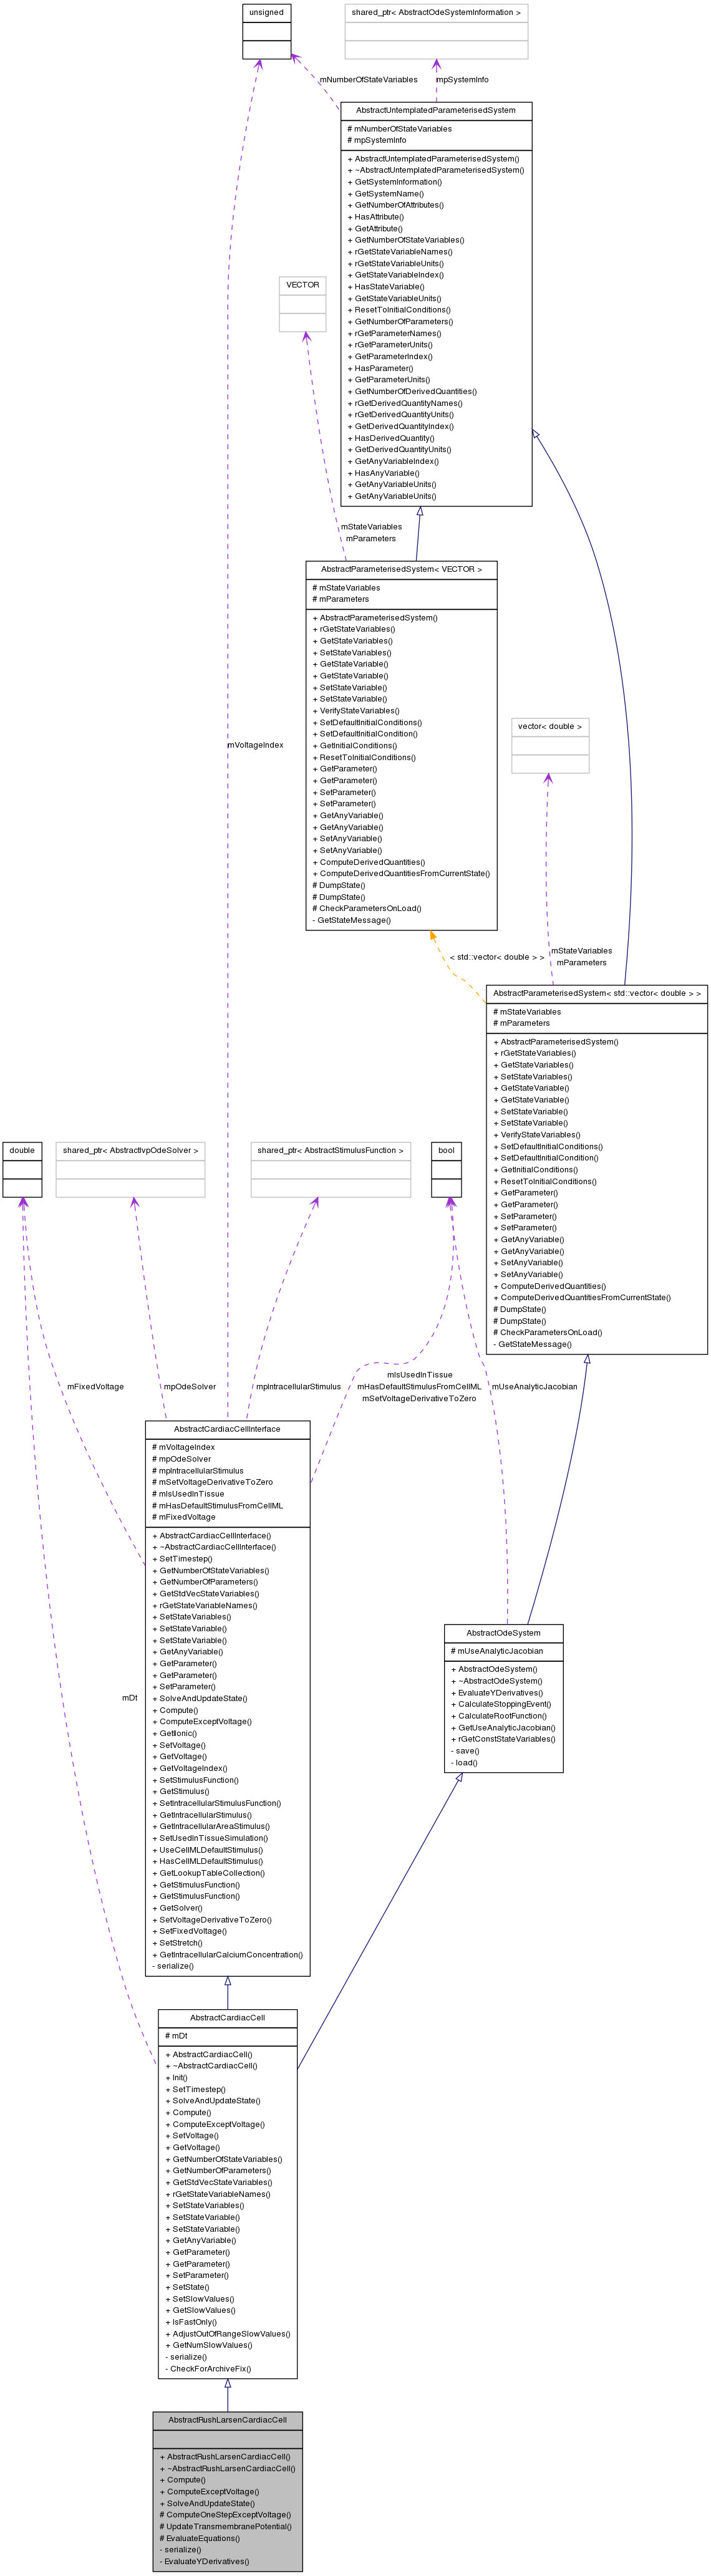 unsigned
shared_ptr< AbstractOdeSystemInformation >
mNumberOfStateVariables
mpSystemInfo
AbstractUntemplatedParameterisedSystem
# mNumberOfStateVariables
# mpSystemInfo
+ AbstractUntemplatedParameterisedSystem()
+ ~AbstractUntemplatedParameterisedSystem()
+ GetSystemInformation()
+ GetSystemName()
+ GetNumberOfAttributes()
+ HasAttribute()
+ GetAttribute()
+ GetNumberOfStateVariables()
+ rGetStateVariableNames()
+ rGetStateVariableUnits()
+ GetStateVariableIndex()
+ HasStateVariable()
+ GetStateVariableUnits()
+ ResetToInitialConditions()
+ GetNumberOfParameters()
+ rGetParameterNames()
+ rGetParameterUnits()
+ GetParameterIndex()
+ HasParameter()
+ GetParameterUnits()
+ GetNumberOfDerivedQuantities()
+ rGetDerivedQuantityNames()
+ rGetDerivedQuantityUnits()
+ GetDerivedQuantityIndex()
+ HasDerivedQuantity()
+ GetDerivedQuantityUnits()
+ GetAnyVariableIndex()
+ HasAnyVariable()
+ GetAnyVariableUnits()
+ GetAnyVariableUnits()
VECTOR
mStateVariables
mParameters
AbstractParameterisedSystem< VECTOR >
# mStateVariables
# mParameters
+ AbstractParameterisedSystem()
+ rGetStateVariables()
+ GetStateVariables()
+ SetStateVariables()
+ GetStateVariable()
+ GetStateVariable()
+ SetStateVariable()
+ SetStateVariable()
+ VerifyStateVariables()
+ SetDefaultInitialConditions()
+ SetDefaultInitialCondition()
+ GetInitialConditions()
+ ResetToInitialConditions()
+ GetParameter()
+ GetParameter()
+ SetParameter()
+ SetParameter()
+ GetAnyVariable()
+ GetAnyVariable()
+ SetAnyVariable()
+ SetAnyVariable()
+ ComputeDerivedQuantities()
+ ComputeDerivedQuantitiesFromCurrentState()
# DumpState()
# DumpState()
# CheckParametersOnLoad()
- GetStateMessage()
mVoltageIndex
vector< double >
< std::vector< double > >
mStateVariables
mParameters
AbstractParameterisedSystem< std::vector< double > >
# mStateVariables
# mParameters
+ AbstractParameterisedSystem()
+ rGetStateVariables()
+ GetStateVariables()
+ SetStateVariables()
+ GetStateVariable()
+ GetStateVariable()
+ SetStateVariable()
+ SetStateVariable()
+ VerifyStateVariables()
+ SetDefaultInitialConditions()
+ SetDefaultInitialCondition()
+ GetInitialConditions()
+ ResetToInitialConditions()
+ GetParameter()
+ GetParameter()
+ SetParameter()
+ SetParameter()
+ GetAnyVariable()
+ GetAnyVariable()
+ SetAnyVariable()
+ SetAnyVariable()
+ ComputeDerivedQuantities()
+ ComputeDerivedQuantitiesFromCurrentState()
# DumpState()
# DumpState()
# CheckParametersOnLoad()
- GetStateMessage()
double
shared_ptr< AbstractIvpOdeSolver >
shared_ptr< AbstractStimulusFunction >
bool
mFixedVoltage
mpOdeSolver
mpIntracellularStimulus
mIsUsedInTissue
mHasDefaultStimulusFromCellML
mSetVoltageDerivativeToZero
mUseAnalyticJacobian
AbstractCardiacCellInterface
# mVoltageIndex
# mpOdeSolver
# mpIntracellularStimulus
# mSetVoltageDerivativeToZero
# mIsUsedInTissue
# mHasDefaultStimulusFromCellML
# mFixedVoltage
+ AbstractCardiacCellInterface()
+ ~AbstractCardiacCellInterface()
+ SetTimestep()
+ GetNumberOfStateVariables()
+ GetNumberOfParameters()
+ GetStdVecStateVariables()
+ rGetStateVariableNames()
+ SetStateVariables()
+ SetStateVariable()
+ SetStateVariable()
+ GetAnyVariable()
+ GetParameter()
+ GetParameter()
+ SetParameter()
+ SolveAndUpdateState()
+ Compute()
+ ComputeExceptVoltage()
+ GetIIonic()
+ SetVoltage()
+ GetVoltage()
+ GetVoltageIndex()
+ SetStimulusFunction()
+ GetStimulus()
+ SetIntracellularStimulusFunction()
+ GetIntracellularStimulus()
+ GetIntracellularAreaStimulus()
+ SetUsedInTissueSimulation()
+ UseCellMLDefaultStimulus()
+ HasCellMLDefaultStimulus()
+ GetLookupTableCollection()
+ GetStimulusFunction()
+ GetStimulusFunction()
+ GetSolver()
+ SetVoltageDerivativeToZero()
+ SetFixedVoltage()
+ SetStretch()
+ GetIntracellularCalciumConcentration()
- serialize()
AbstractOdeSystem
# mUseAnalyticJacobian
+ AbstractOdeSystem()
+ ~AbstractOdeSystem()
+ EvaluateYDerivatives()
+ CalculateStoppingEvent()
+ CalculateRootFunction()
+ GetUseAnalyticJacobian()
+ rGetConstStateVariables()
- save()
- load()
mDt
AbstractCardiacCell
# mDt
+ AbstractCardiacCell()
+ ~AbstractCardiacCell()
+ Init()
+ SetTimestep()
+ SolveAndUpdateState()
+ Compute()
+ ComputeExceptVoltage()
+ SetVoltage()
+ GetVoltage()
+ GetNumberOfStateVariables()
+ GetNumberOfParameters()
+ GetStdVecStateVariables()
+ rGetStateVariableNames()
+ SetStateVariables()
+ SetStateVariable()
+ SetStateVariable()
+ GetAnyVariable()
+ GetParameter()
+ GetParameter()
+ SetParameter()
+ SetState()
+ SetSlowValues()
+ GetSlowValues()
+ IsFastOnly()
+ AdjustOutOfRangeSlowValues()
+ GetNumSlowValues()
- serialize()
- CheckForArchiveFix()
AbstractRushLarsenCardiacCell
+ AbstractRushLarsenCardiacCell()
+ ~AbstractRushLarsenCardiacCell()
+ Compute()
+ ComputeExceptVoltage()
+ SolveAndUpdateState()
# ComputeOneStepExceptVoltage()
# UpdateTransmembranePotential()
# EvaluateEquations()
- serialize()
- EvaluateYDerivatives()